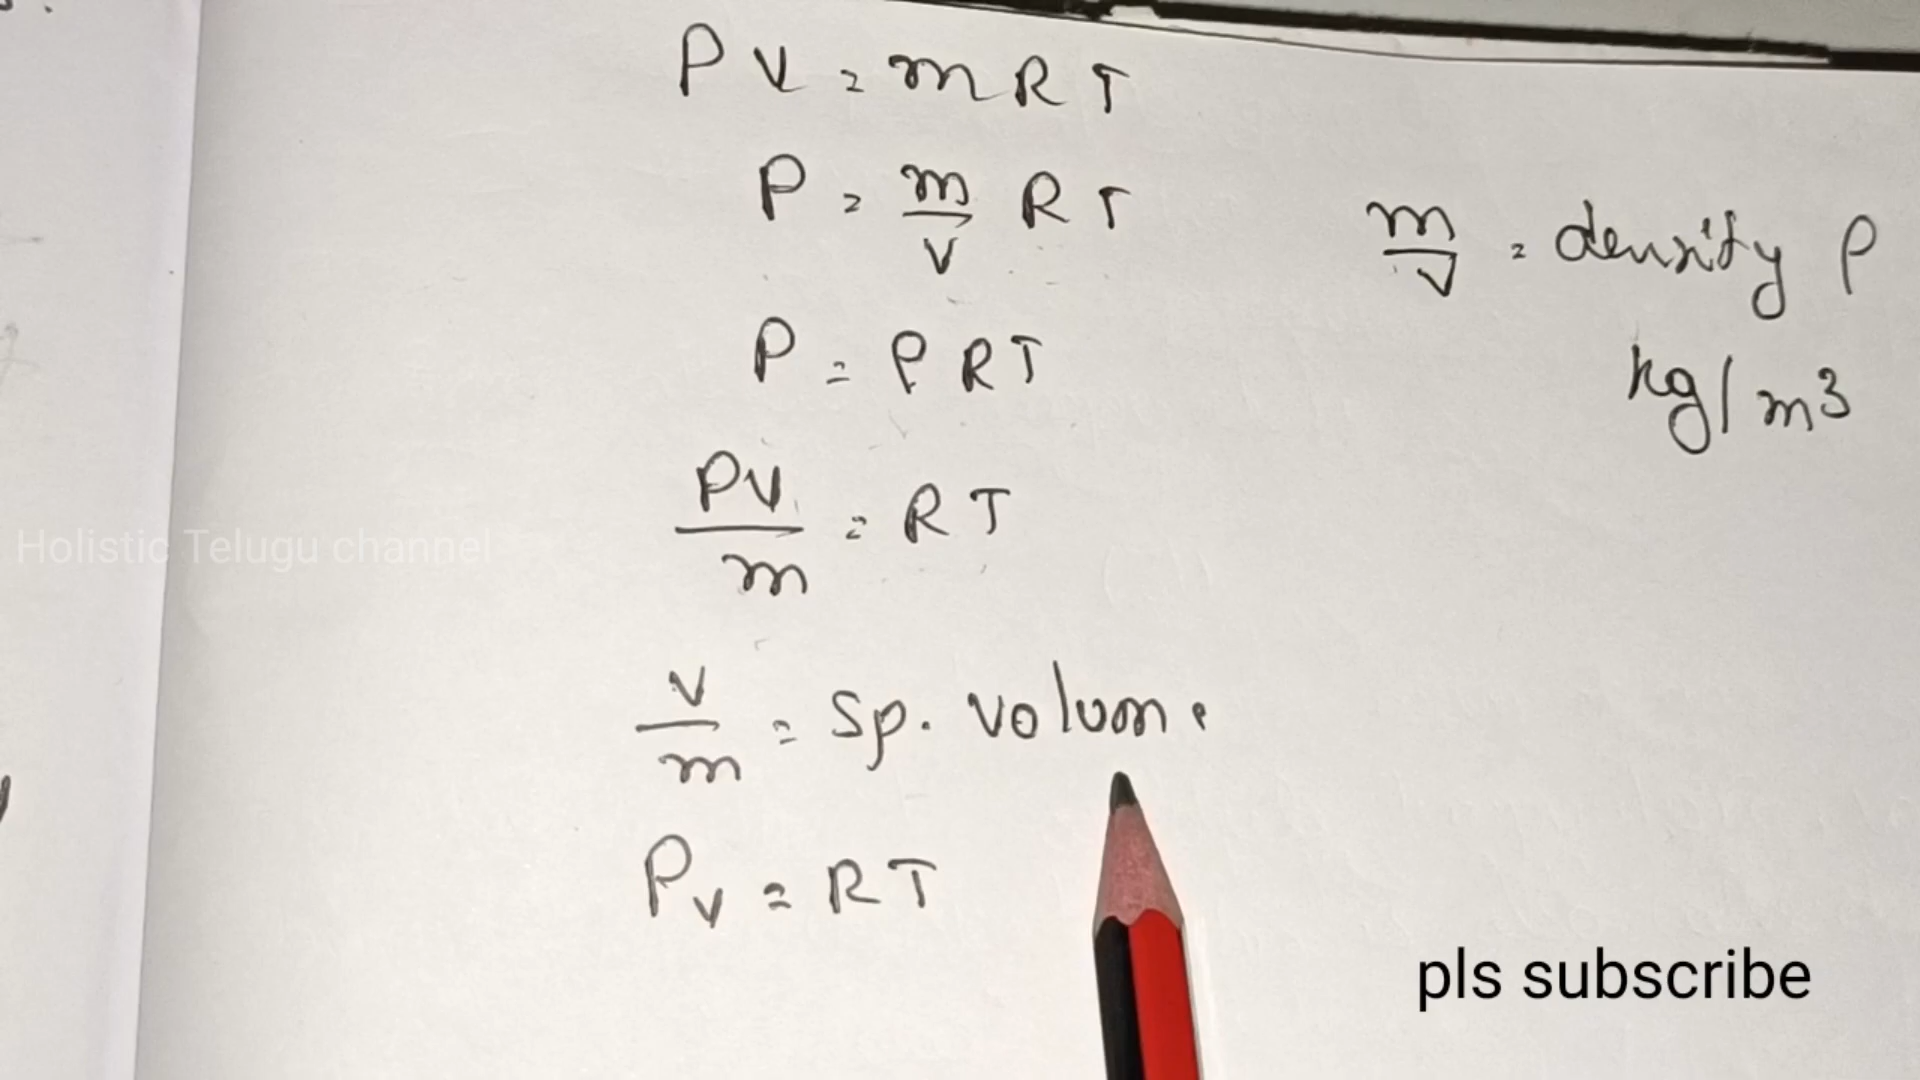 PV = mRT
P = m/V RT
m/V = density ρ
kg/m3
P = ρRT
PV/m = RT
Holistic Telugu channel
V/m = Sp. volume
Pv = RT
pls subscribe